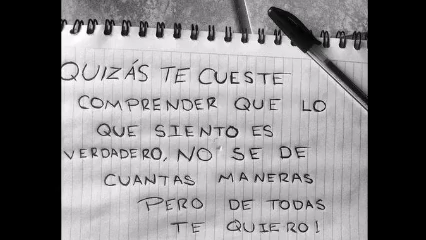 QUIZÁS TE CUESTE
COMPRENDER QUE LO
QUE SIENTO ES
VERDADERO, NO SE DE
CUANTAS MANERAS
PERO DE TODAS
TE QUIERO!